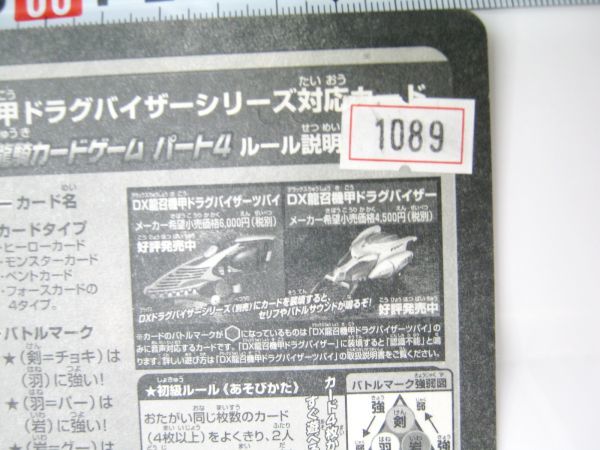 甲ドラグバイザーシリーズ対応カード
1089
龍騎カードゲーム パート4 ルール説明
カード名
カードタイプ
・ヒーローカード
・モンスターカード
・ベントカード
・フォースカードの
4タイプ。
・バトルマーク
★(剣=チョキ)は
(羽)に強い!
★(羽=パー)は
(岩)に強い!
★(岩=グー)は
DX龍召機甲ドラグバイザーツバイ
メーカー希望小売価格6,000円(税別)
好評発売中
DX龍召機甲ドラグバイザー
メーカー希望小売価格4,500円(税別)
好評発売中
DXドラグバイザーシリーズ(別売)にカードを装填すると、
セリフやバトルサウンドが鳴るぞ!
※カードのバトルマークが⬡になっているものは「DX龍召機甲ドラグバイザーツバイ」の
みに音声対応するカードです。「DX龍召機甲ドラグバイザー」に装填すると「認識不能」と鳴
ります。詳しい遊び方は「DX龍召機甲ドラグバイザーツバイ」の取扱説明書をご覧ください。
★初級ルール《あそびかた》
おたがい同じ枚数のカード
(4枚以上)をよくきり、2人
カード4枚が
すぐ遊べ
バトルマーク強弱図
強 剣 弱
羽 岩